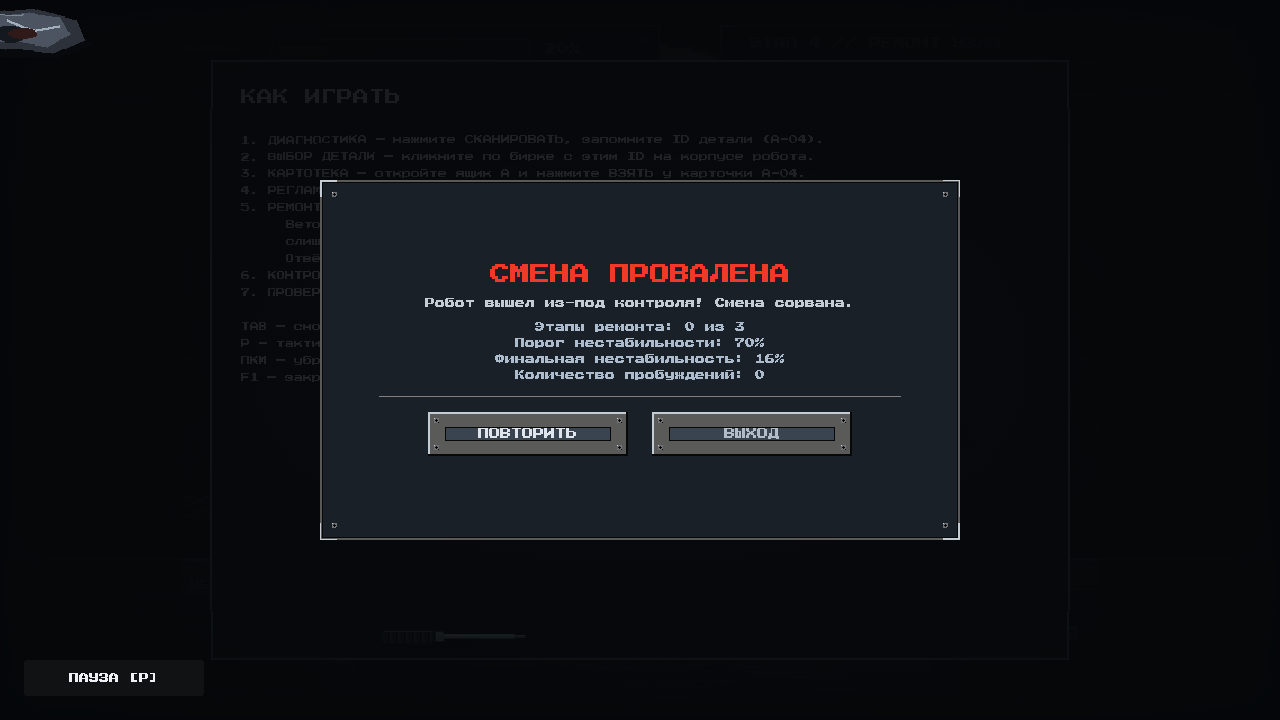 КАК ИГРАТЬ
1. ДИАГНОСТИКА — нажмите СКАНИРОВАТЬ, запомните ID детали (A-04).
2. ВЫБОР ДЕТАЛИ — кликните по бирке с этим ID на корпусе робота.
3. КАРТОТЕКА — откройте ящик A и нажмите ВЗЯТЬ у карточки A-04.
4. РЕГЛАМ
5. РЕМОНТ
Вето
слиш
Отвё
6. КОНТРО
7. ПРОВЕР
TAB — смо
P — такти
ПКМ — убр
F1 — закр
СМЕНА ПРОВАЛЕНА
Робот вышел из-под контроля! Смена сорвана.
Этапы ремонта: 0 из 3
Порог нестабильности: 70%
Финальная нестабильность: 16%
Количество пробуждений: 0
ПОВТОРИТЬ
ВЫХОД
ПАУЗА [P]